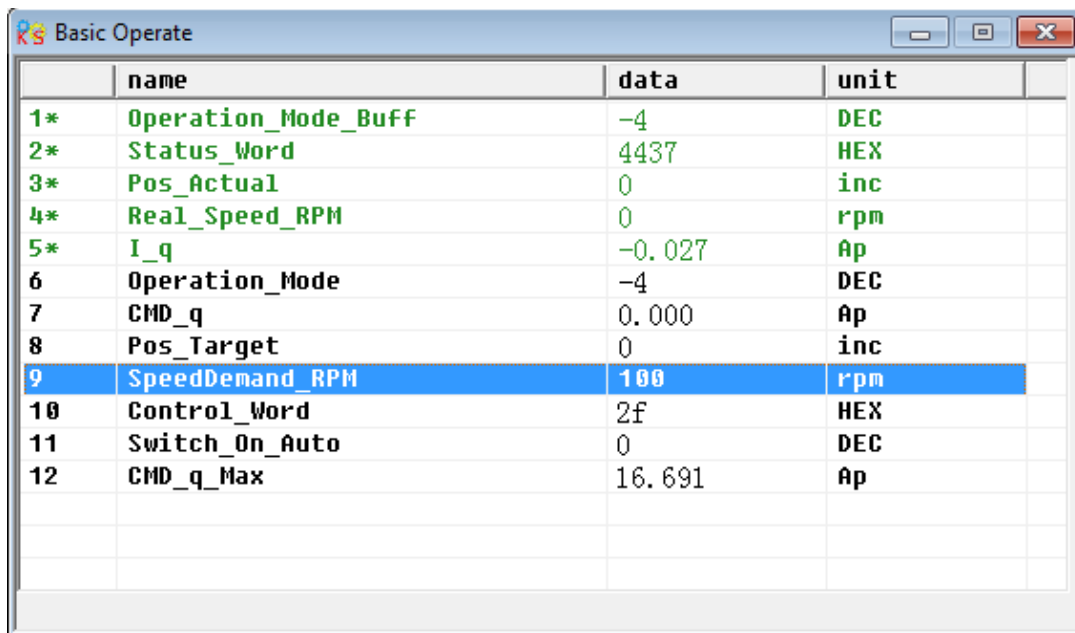 Basic Operate
name data unit
1* Operation_Mode_Buff -4 DEC
2* Status_Word 4437 HEX
3* Pos_Actual 0 inc
4* Real_Speed_RPM 0 rpm
5* I_q -0.027 Ap
6 Operation_Mode -4 DEC
7 CMD_q 0.000 Ap
8 Pos_Target 0 inc
9 SpeedDemand_RPM 100 rpm
10 Control_Word 2f HEX
11 Switch_On_Auto 0 DEC
12 CMD_q_Max 16.691 Ap